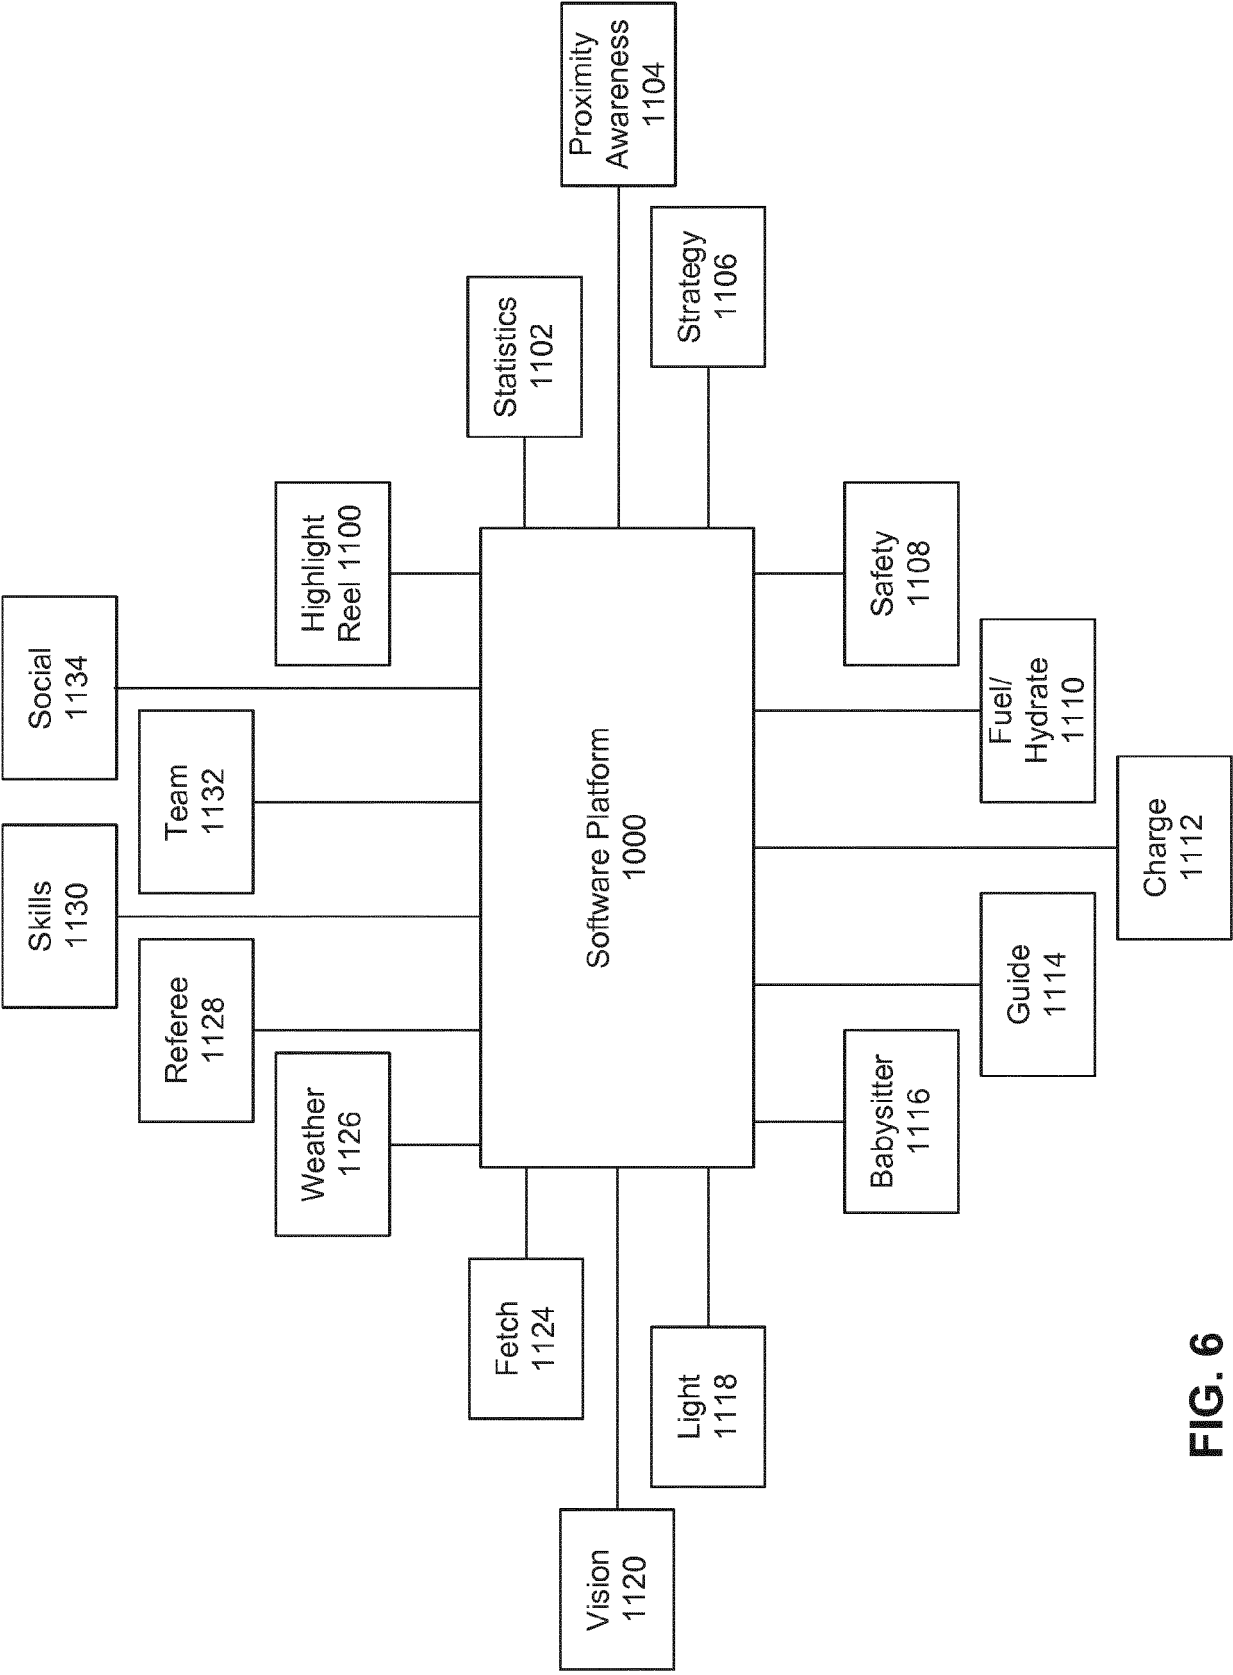 Social
1134
Skills
1130
Team
1132
Referee
1128
Highlight
Reel 1100
Weather
1126
Statistics
1102
Fetch
1124
Proximity
Awareness
1104
Software Platform
1000
Vision
1120
Strategy
1106
Light
1118
Safety
1108
Babysitter
1116
Fuel/
Hydrate
1110
Guide
1114
Charge
1112
FIG. 6